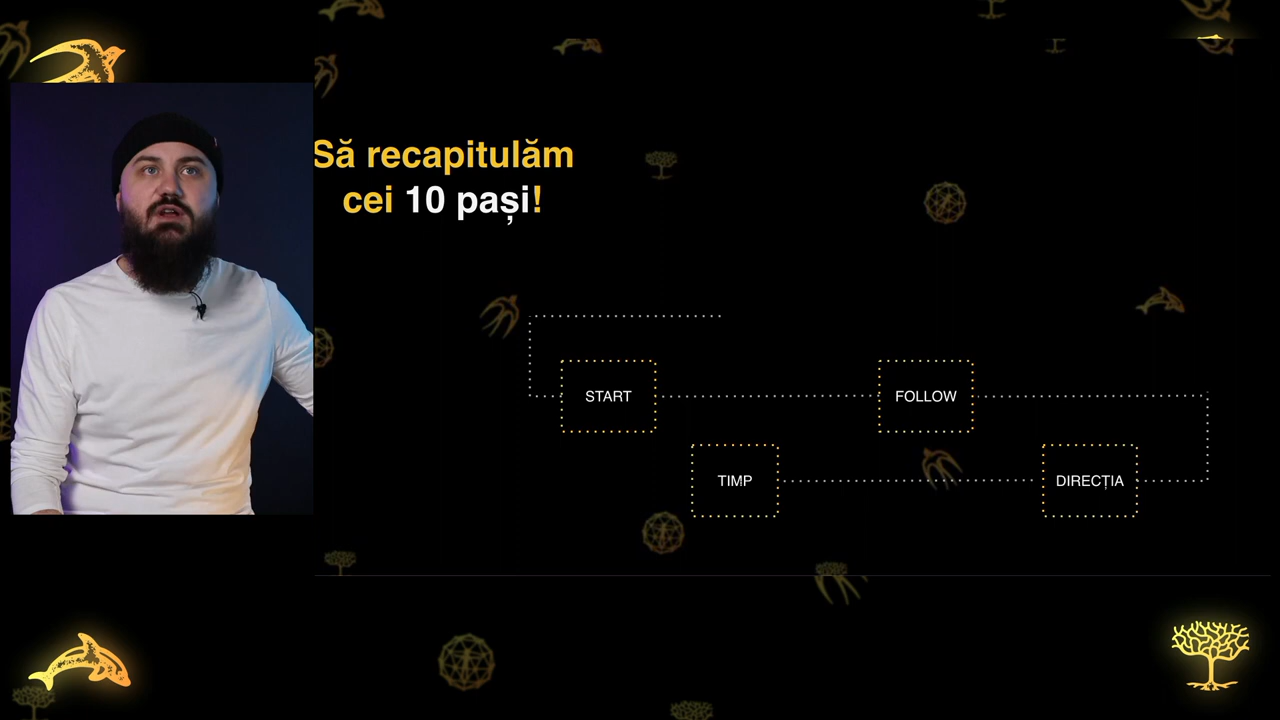 Să recapitulăm
cei 10 pași!
START
FOLLOW
TIMP
DIRECȚIA